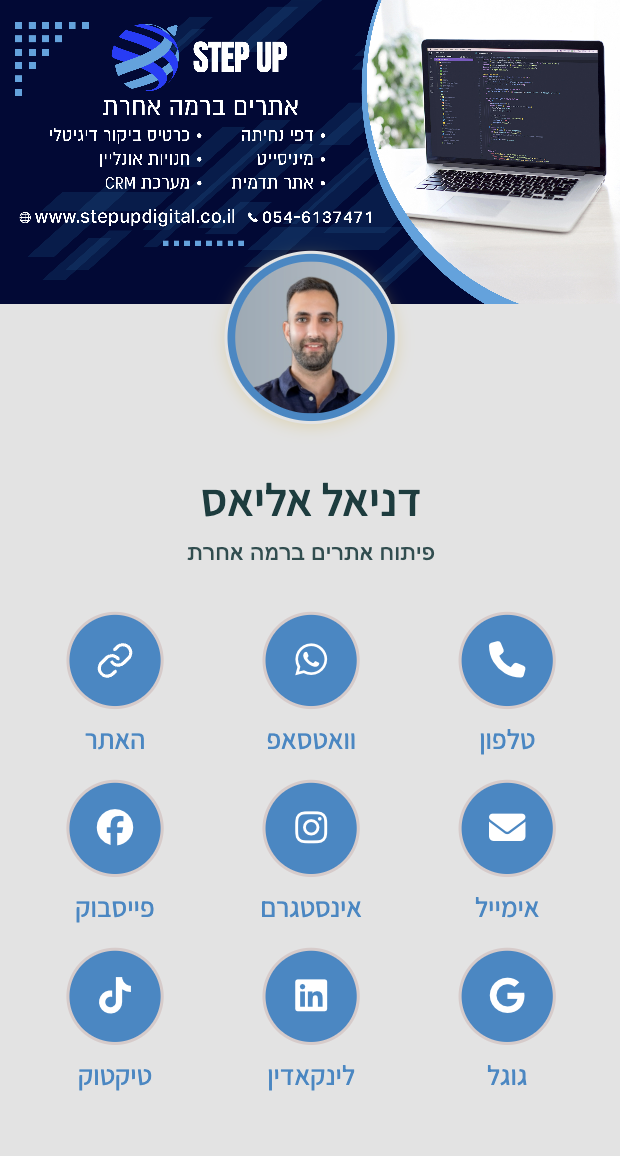 STEP UP
אתרים ברמה אחרת
• דפי נחיתה • כרטיס ביקור דיגיטלי
• מיניסייט • חנויות אונליין
• אתר תדמית • מערכת CRM
www.stepupdigital.co.il 054-6137471
דניאל אליאס
פיתוח אתרים ברמה אחרת
טלפון וואטסאפ האתר
אימייל אינסטגרם פייסבוק
גוגל לינקאדין טיקטוק